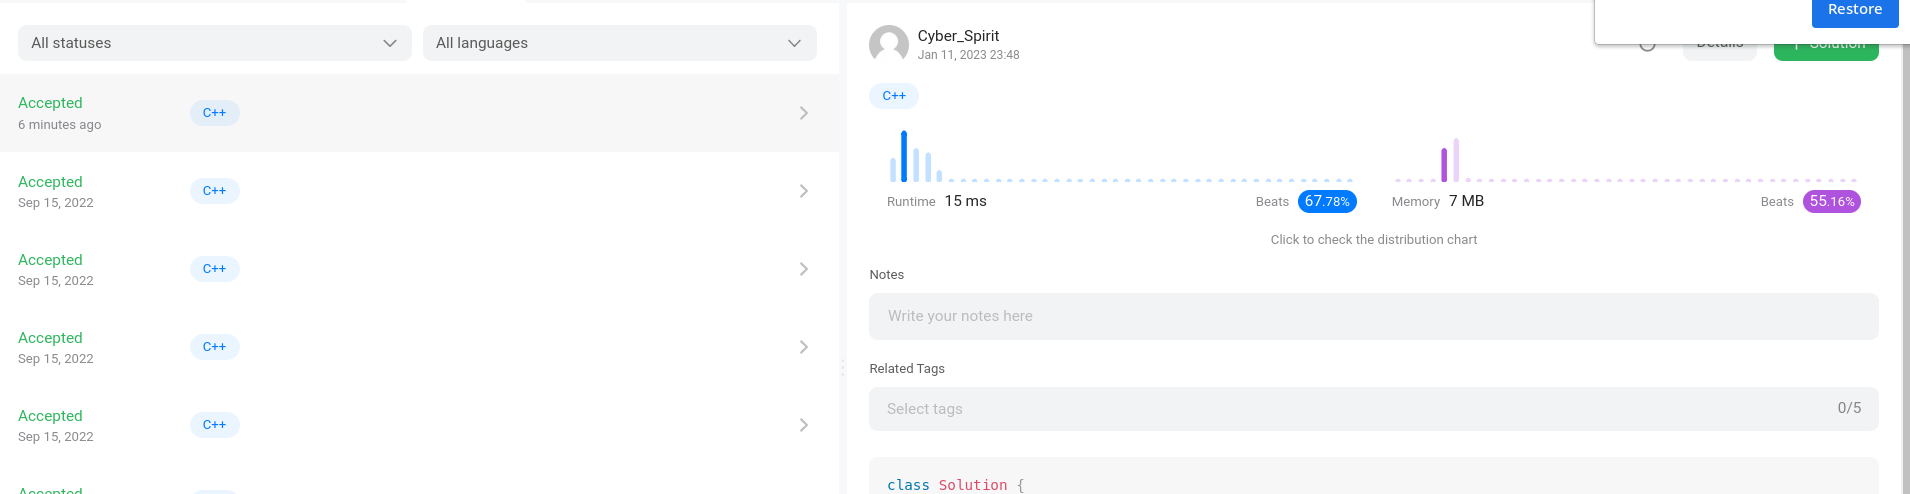 All statuses
All languages
Accepted
6 minutes ago
C++
Accepted
Sep 15, 2022
C++
Accepted
Sep 15, 2022
C++
Accepted
Sep 15, 2022
C++
Accepted
Sep 15, 2022
C++
Accepted
Restore
Cyber_Spirit
Jan 11, 2023 23:48
Details
Solution
C++
Runtime 15 ms
Beats 67.78%
Memory 7 MB
Beats 55.16%
Click to check the distribution chart
Notes
Write your notes here
Related Tags
Select tags
0/5
class Solution {